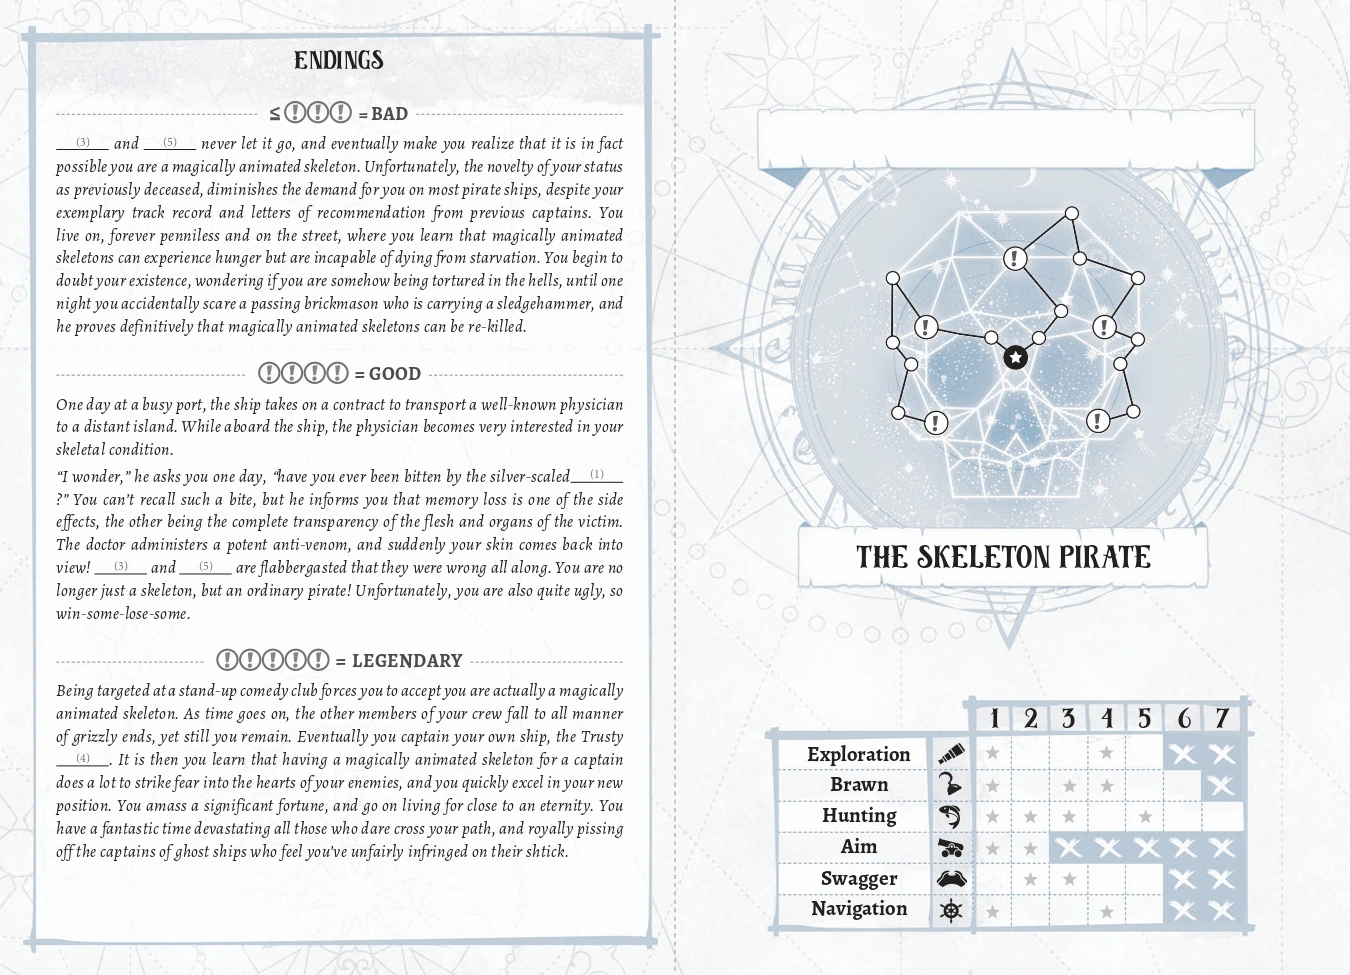 ENDINGS
≤ !!! = BAD
(3) and (5) never let it go, and eventually make you realize that it is in fact
possible you are a magically animated skeleton. Unfortunately, the novelty of your status
as previously deceased, diminishes the demand for you on most pirate ships, despite your
exemplary track record and letters of recommendation from previous captains. You
live on, forever penniless and on the street, where you learn that magically animated
skeletons can experience hunger but are incapable of dying from starvation. You begin to
doubt your existence, wondering if you are somehow being tortured in the hells, until one
night you accidentally scare a passing brickmason who is carrying a sledgehammer, and
he proves definitively that magically animated skeletons can be re-killed.
!!!! = GOOD
One day at a busy port, the ship takes on a contract to transport a well-known physician
to a distant island. While aboard the ship, the physician becomes very interested in your
skeletal condition.
“I wonder,” he asks you one day, “have you ever been bitten by the silver-scaled (1)
?” You can’t recall such a bite, but he informs you that memory loss is one of the side
effects, the other being the complete transparency of the flesh and organs of the victim.
The doctor administers a potent anti-venom, and suddenly your skin comes back into
view! (3) and (5) are flabbergasted that they were wrong all along. You are no
longer just a skeleton, but an ordinary pirate! Unfortunately, you are also quite ugly, so
win-some-lose-some.
!!!!! = LEGENDARY
Being targeted at a stand-up comedy club forces you to accept you are actually a magically
animated skeleton. As time goes on, the other members of your crew fall to all manner
of grizzly ends, yet still you remain. Eventually you captain your own ship, the Trusty
(4). It is then you learn that having a magically animated skeleton for a captain
does a lot to strike fear into the hearts of your enemies, and you quickly excel in your new
position. You amass a significant fortune, and go on living for close to an eternity. You
have a fantastic time devastating all those who dare cross your path, and royally pissing
off the captains of ghost ships who feel you’ve unfairly infringed on their shtick.
!
!
!
!
!
THE SKELETON PIRATE
1 2 3 4 5 6 7
Exploration
Brawn
Hunting
Aim
Swagger
Navigation